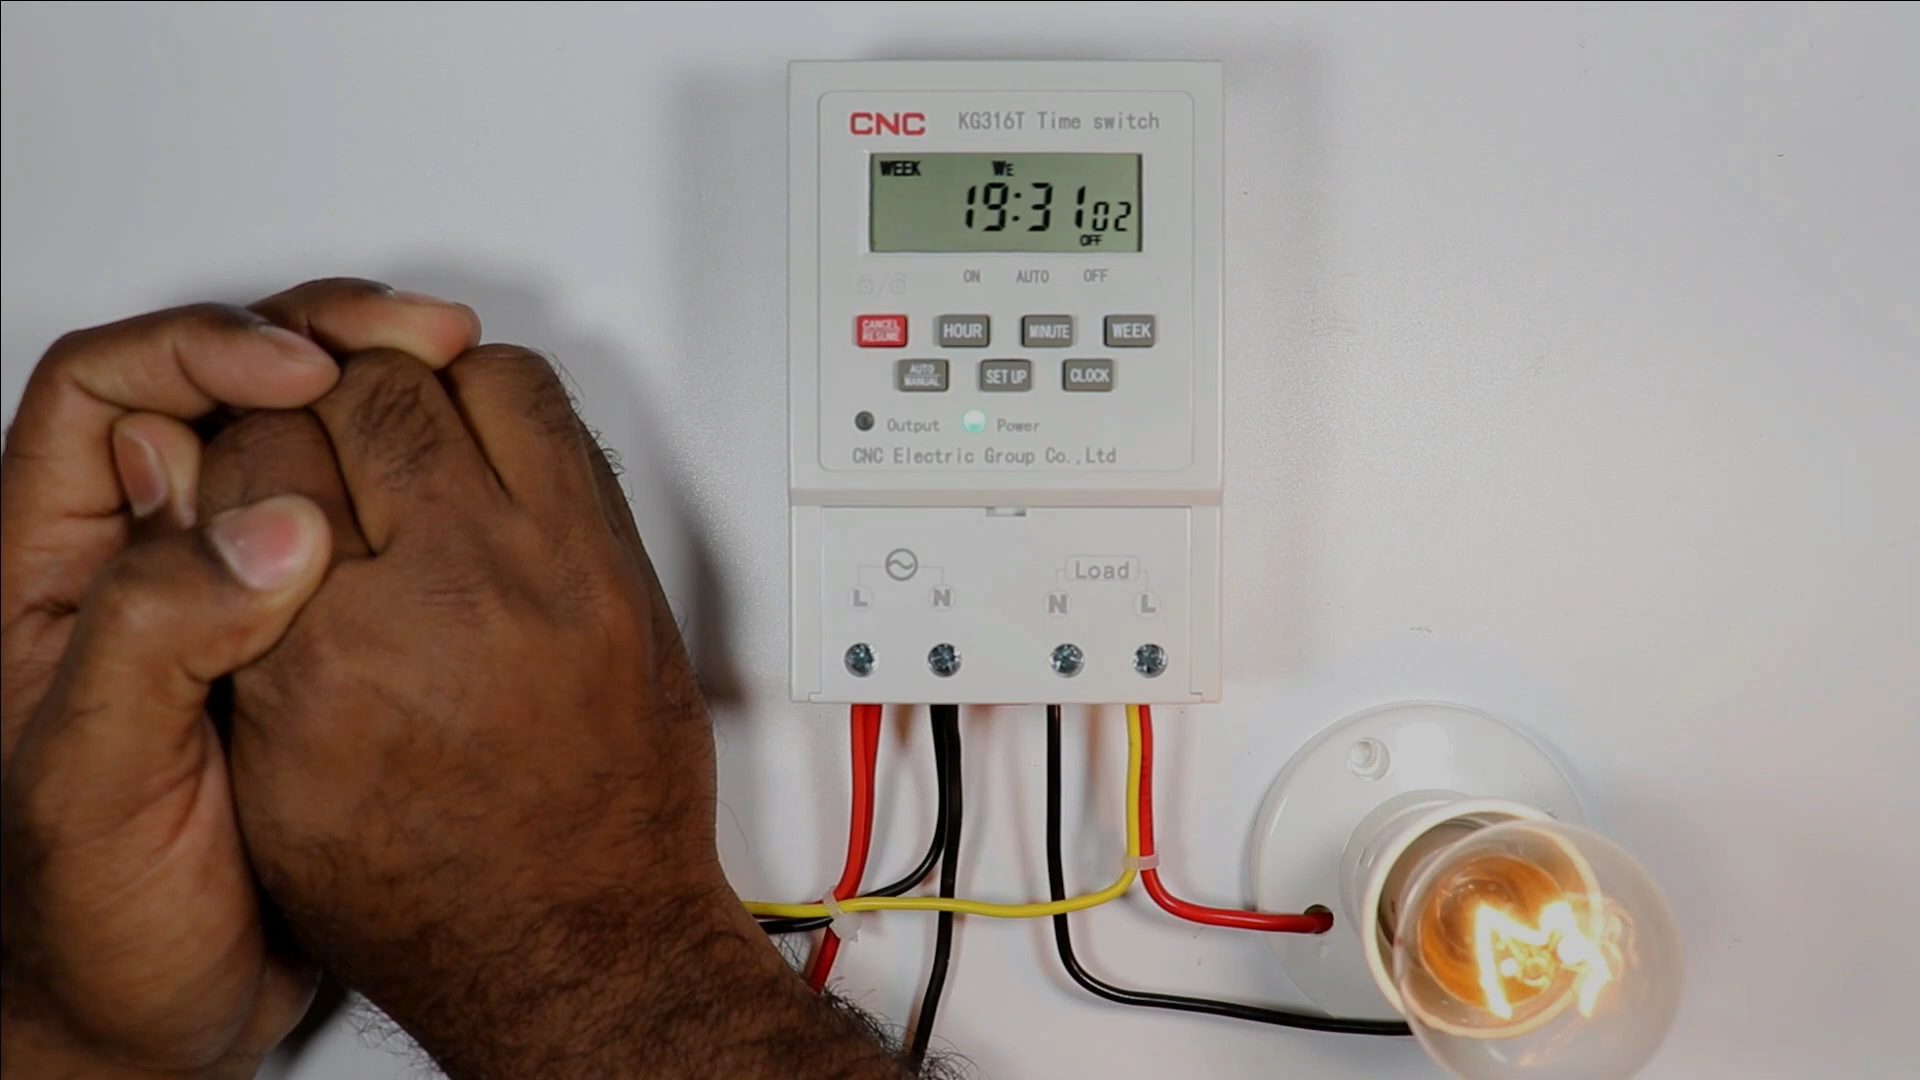 CNC KG316T Time switch
WEEK WE
19:31 02
OFF
ON AUTO OFF
CANCEL RESUME HOUR MINUTE WEEK
AUTO MANUAL SET UP CLOCK
Output Power
CNC Electric Group Co.,Ltd
Load
L N N L